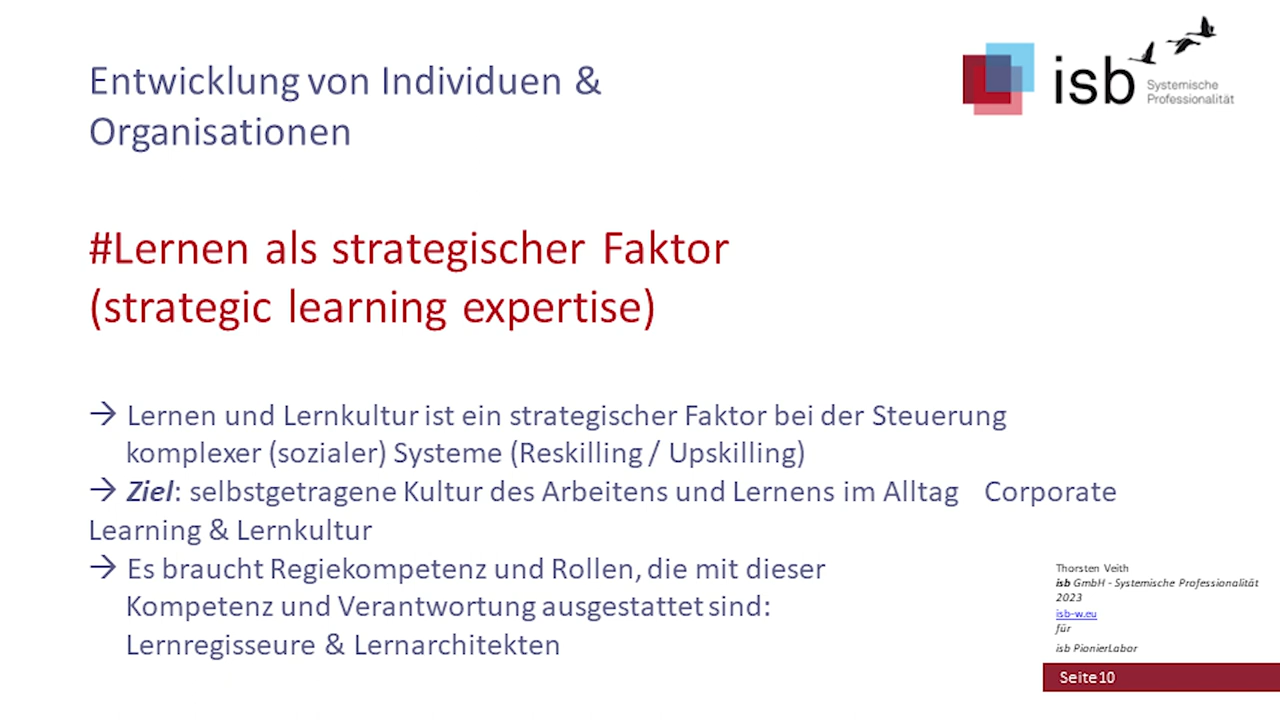 Entwicklung von Individuen &
Organisationen
isb
Systemische
Professionalität
#Lernen als strategischer Faktor
(strategic learning expertise)
→ Lernen und Lernkultur ist ein strategischer Faktor bei der Steuerung
komplexer (sozialer) Systeme (Reskilling / Upskilling)
→ Ziel: selbstgetragene Kultur des Arbeitens und Lernens im Alltag Corporate
Learning & Lernkultur
→ Es braucht Regiekompetenz und Rollen, die mit dieser
Kompetenz und Verantwortung ausgestattet sind:
Lernregisseure & Lernarchitekten
Thorsten Veith
isb GmbH - Systemische Professionalität
2023
isb-w.eu
für
isb PionierLabor
Seite10